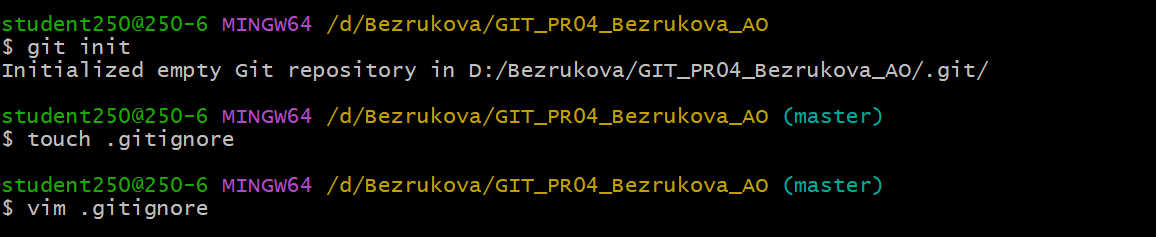 student250@250-6 MINGW64 /d/Bezrukova/GIT_PR04_Bezrukova_AO
$ git init
Initialized empty Git repository in D:/Bezrukova/GIT_PR04_Bezrukova_AO/.git/
student250@250-6 MINGW64 /d/Bezrukova/GIT_PR04_Bezrukova_AO (master)
$ touch .gitignore
student250@250-6 MINGW64 /d/Bezrukova/GIT_PR04_Bezrukova_AO (master)
$ vim .gitignore